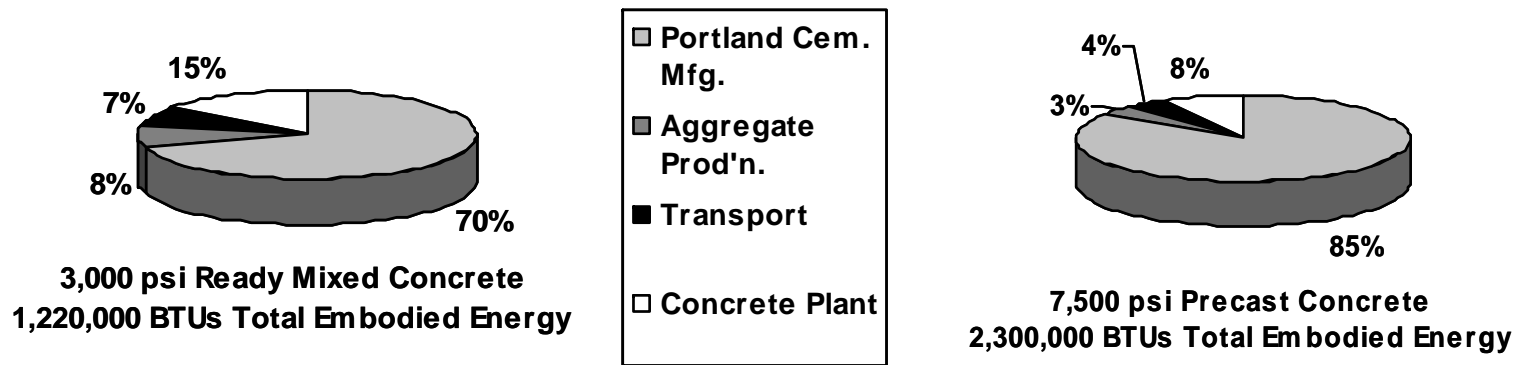 15%
7%
8%
70%
3,000 psi Ready Mixed Concrete
1,220,000 BTUs Total Embodied Energy
Portland Cem.
Mfg.
Aggregate
Prod'n.
Transport
Concrete Plant
4%
8%
3%
85%
7,500 psi Precast Concrete
2,300,000 BTUs Total Embodied Energy